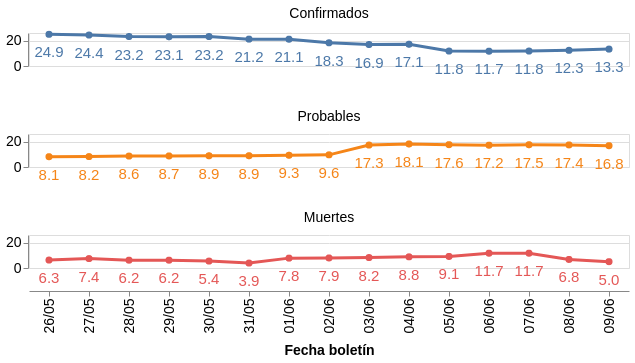 Confirmados
20
0
24.9 24.4 23.2 23.1 23.2 21.2 21.1 18.3 16.9 17.1 11.8 11.7 11.8 12.3 13.3
Probables
20
0
8.1 8.2 8.6 8.7 8.9 8.9 9.3 9.6 17.3 18.1 17.6 17.2 17.5 17.4 16.8
Muertes
20
0
6.3 7.4 6.2 6.2 5.4 3.9 7.8 7.9 8.2 8.8 9.1 11.7 11.7 6.8 5.0
26/05 27/05 28/05 29/05 30/05 31/05 01/06 02/06 03/06 04/06 05/06 06/06 07/06 08/06 09/06
Fecha boletín